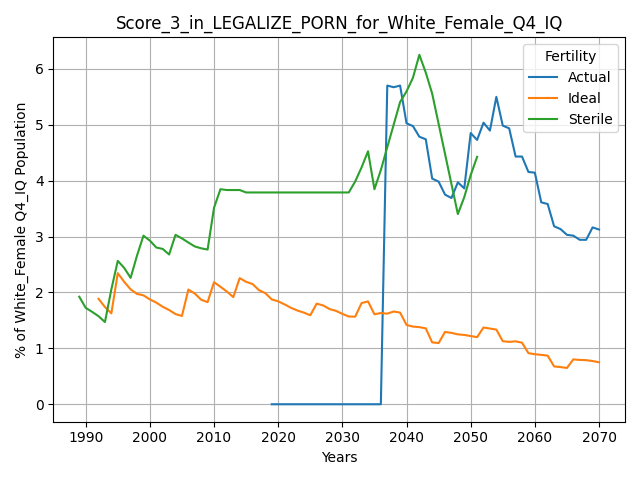 Score_3_in_LEGALIZE_PORN_for_White_Female_Q4_IQ
Fertility
Actual
Ideal
Sterile
% of White_Female Q4_IQ Population
6
5
4
3
2
1
0
1990 2000 2010 2020 2030 2040 2050 2060 2070
Years